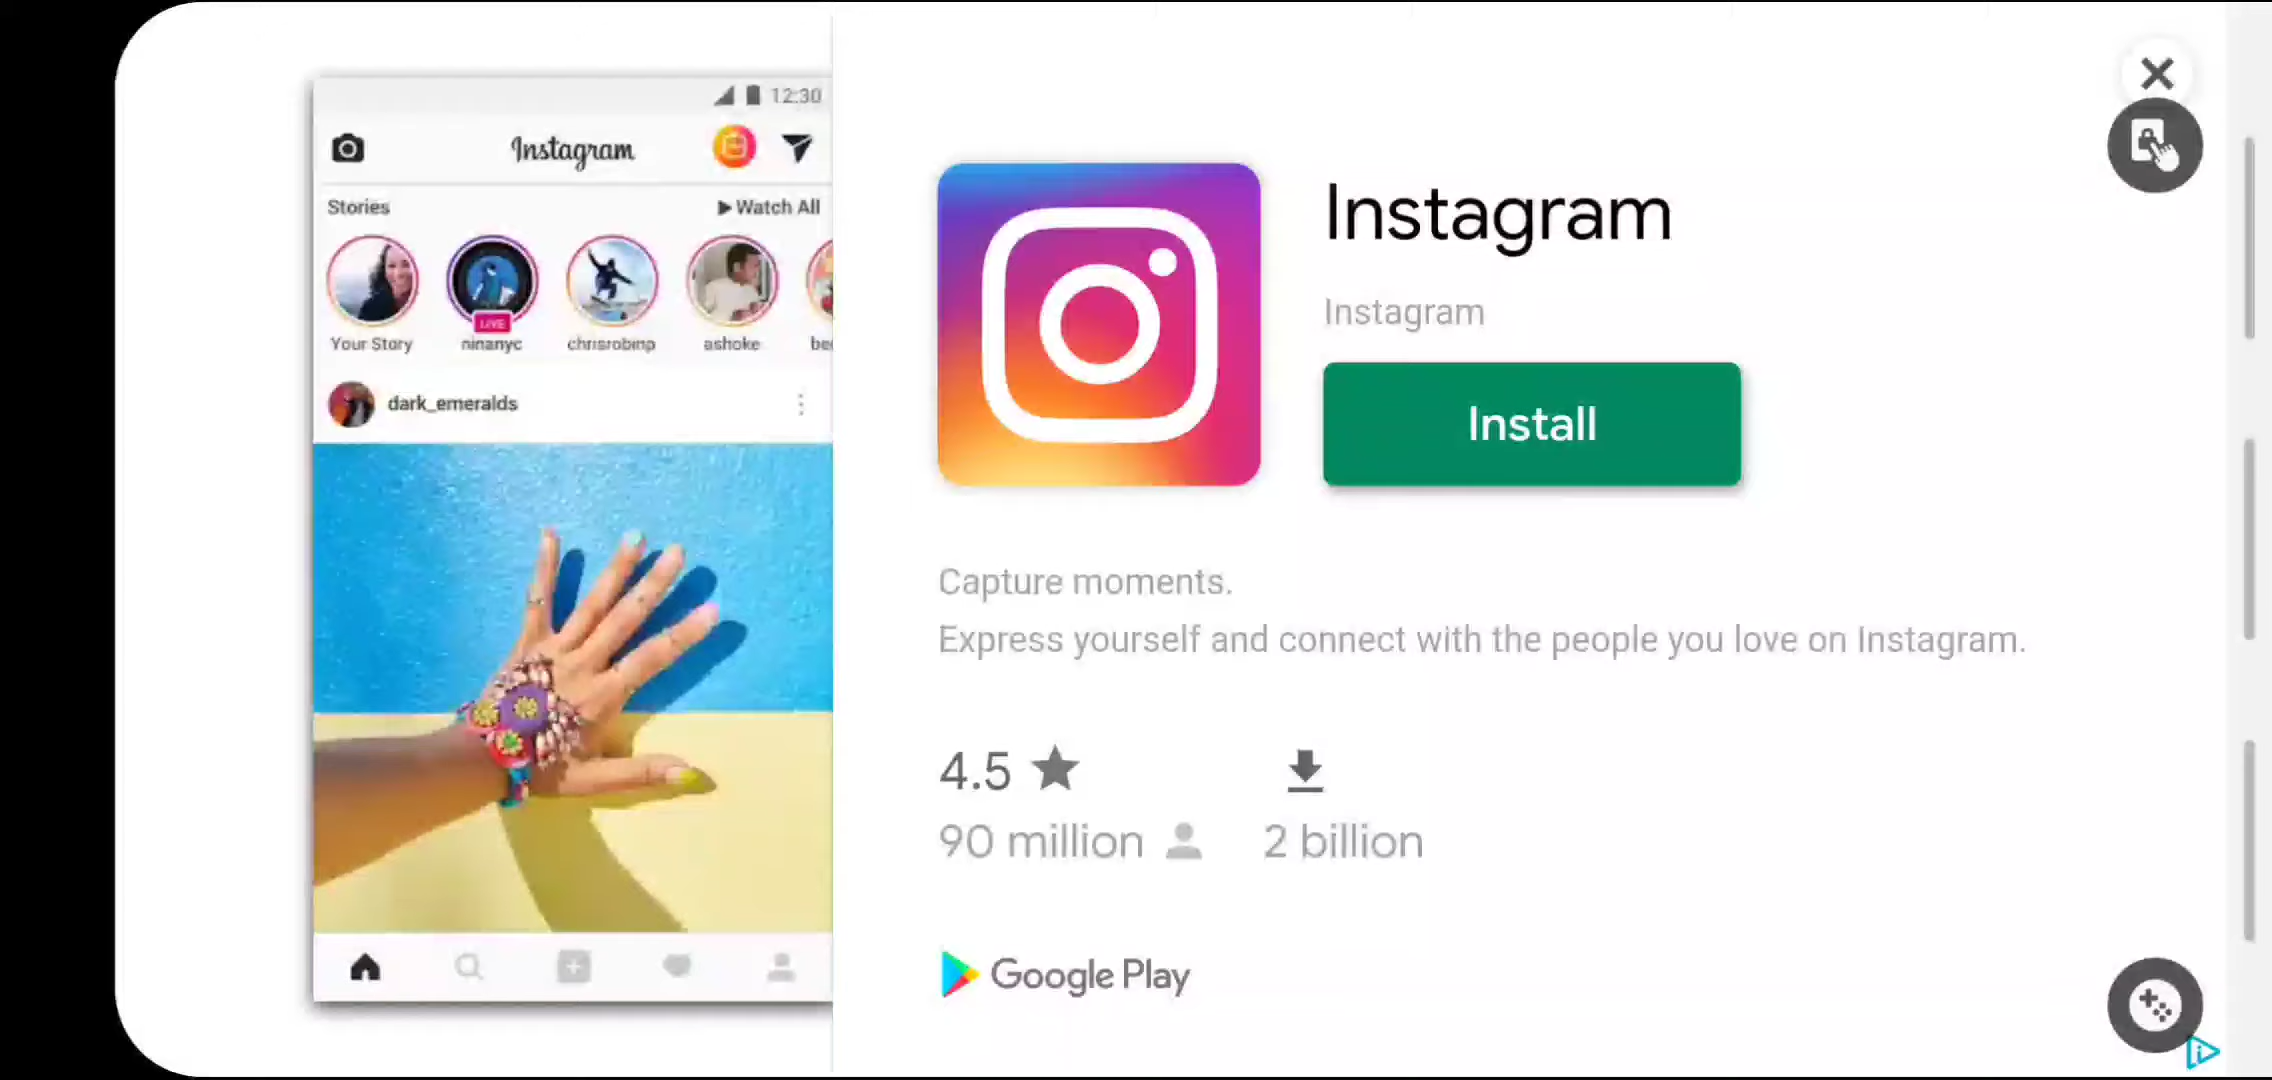 12:30
Instagram
Stories
Watch All
LIVE
Your Story
ninanyc
chrisrobinp
ashoke
dark_emeralds
Instagram
Instagram
Install
Capture moments.
Express yourself and connect with the people you love on Instagram.
4.5
90 million
2 billion
Google Play